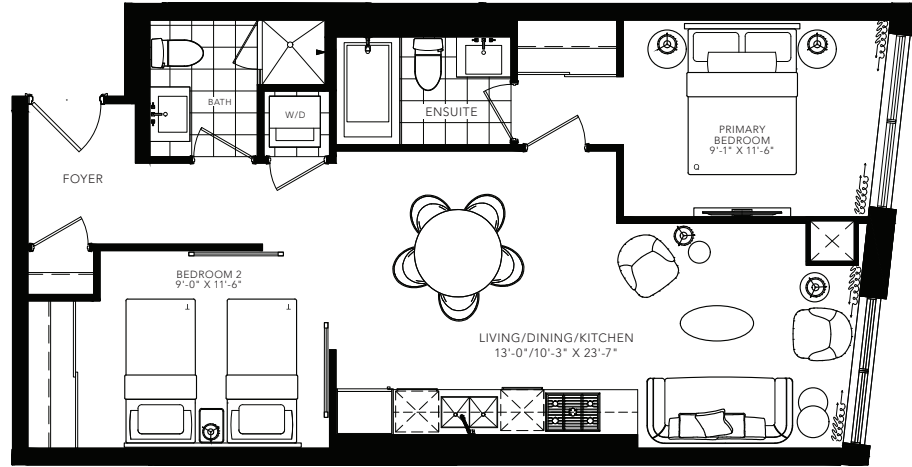 BATH
W/D
ENSUITE
PRIMARY
BEDROOM
9'-1" X 11'-6"
Q
FOYER
BEDROOM 2
9'-0" X 11'-6"
T
T
LIVING/DINING/KITCHEN
13'-0"/10'-3" X 23'-7"